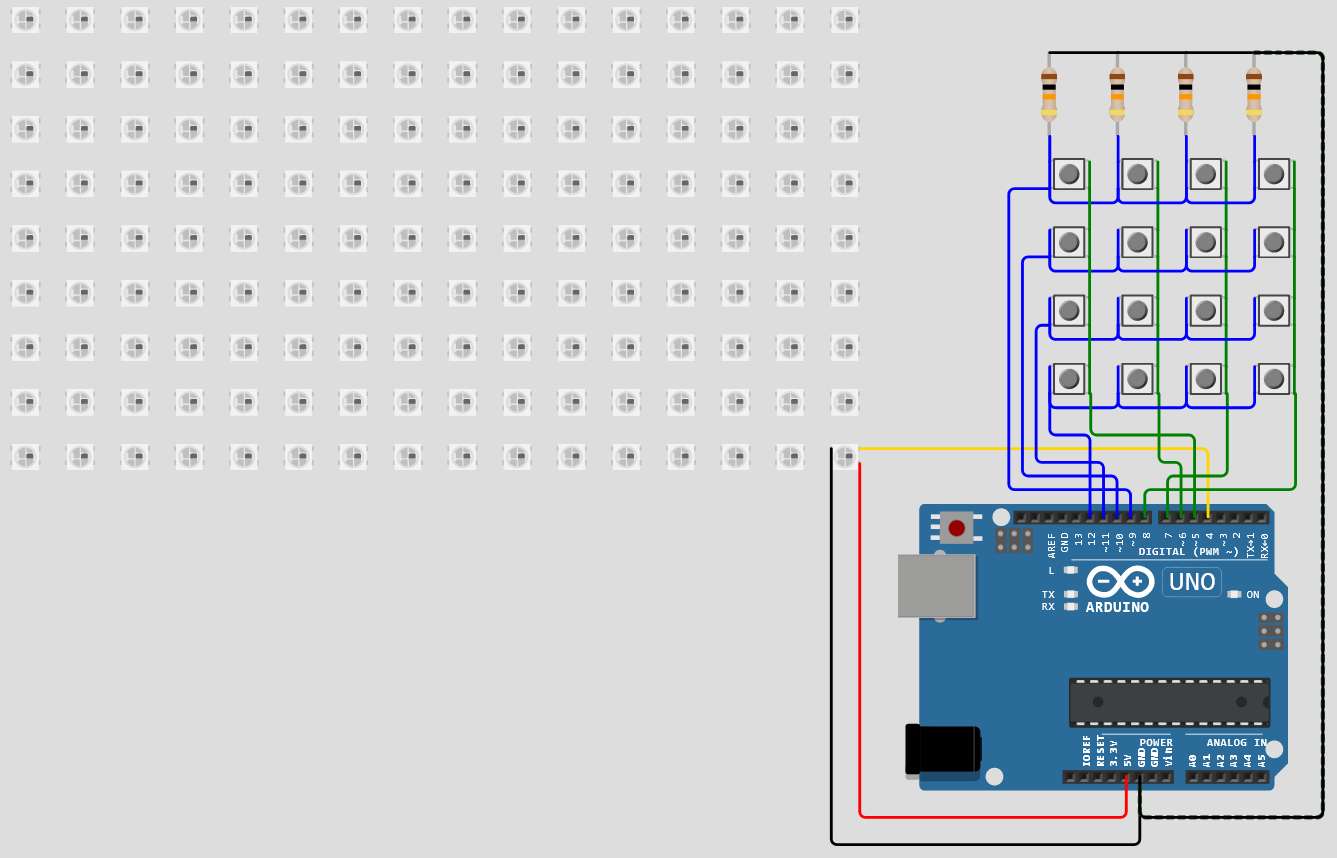 AREF
GND
13
12
~11
~10
~9
8
7
~6
~5
4
~3
2
TX→1
RX←0
DIGITAL (PWM ~)
L
TX
RX
UNO
ON
ARDUINO
POWER
ANALOG IN
IOREF
RESET
3.3V
5V
GND
GND
Vin
A0
A1
A2
A3
A4
A5